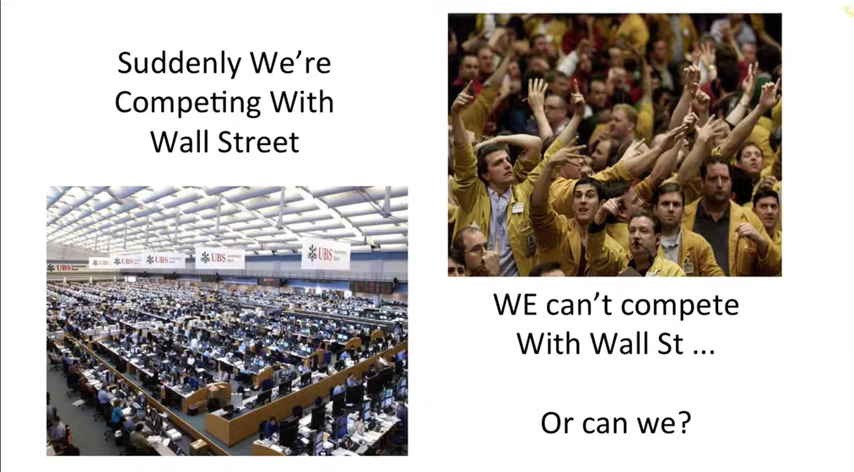 Suddenly We’re
Competing With
Wall Street
UBS
UBS
UBS
UBS
WE can’t compete
With Wall St ...
Or can we?